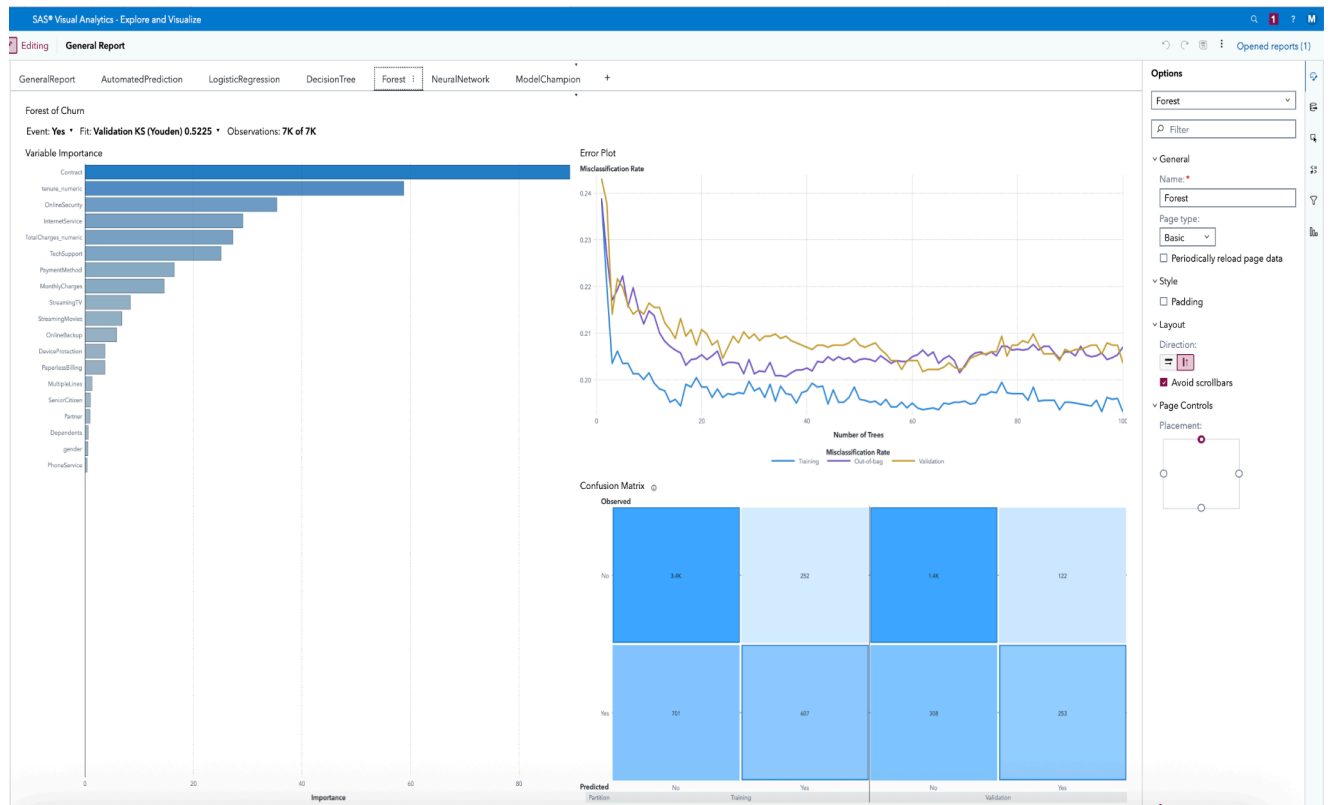 SAS® Visual Analytics - Explore and Visualize
1 ? M
Editing General Report
Opened reports (1)
GeneralReport AutomatedPrediction LogisticRegression DecisionTree Forest NeuralNetwork ModelChampion +
Forest of Churn
Event: Yes Fit: Validation KS (Youden) 0.5225 Observations: 7K of 7K
Variable Importance
Contract
tenure_numeric
OnlineSecurity
InternetService
TotalCharges_numeric
TechSupport
PaymentMethod
MonthlyCharges
StreamingTV
StreamingMovies
OnlineBackup
DeviceProtection
PaperlessBilling
MultipleLines
SeniorCitizen
Partner
Dependents
gender
PhoneService
0 20 40 60 80
Importance
Error Plot
Misclassification Rate
0.24
0.23
0.22
0.21
0.20
0 20 40 60 80 100
Number of Trees
Misclassification Rate
Training Out-of-bag Validation
Confusion Matrix
Observed
No 3.4K 252 1.4K 122
Yes 701 607 308 253
Predicted No Yes No Yes
Partition Training Validation
Options
Forest
Filter
General
Name: *
Forest
Page type:
Basic
Periodically reload page data
Style
Padding
Layout
Direction:
Avoid scrollbars
Page Controls
Placement: